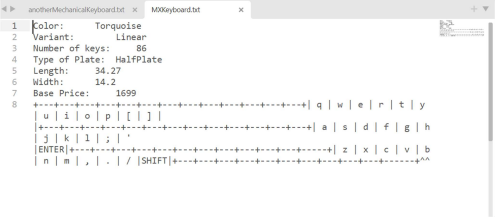 anotherMechanicalKeyboard.txt
MXKeyboard.txt
1 Color: Torquoise
2 Variant: Linear
3 Number of keys: 86
4 Type of Plate: HalfPlate
5 Length: 34.27
6 Width: 14.2
7 Base Price: 1699
8 +---+---+---+---+---+---+---+---+---+---+---+---+---+| q | w | e | r | t | y
| u | i | o | p | [ | ] |
|+---+---+---+---+---+---+---+---+---+---+---+---+---+| a | s | d | f | g | h
| j | k | l | ; | '
|ENTER|+---+---+---+---+---+---+---+---+---+---+------+| z | x | c | v | b
| n | m | , | . | / |SHIFT|+---+---+---+---+---+---+---+---+---+------+^^